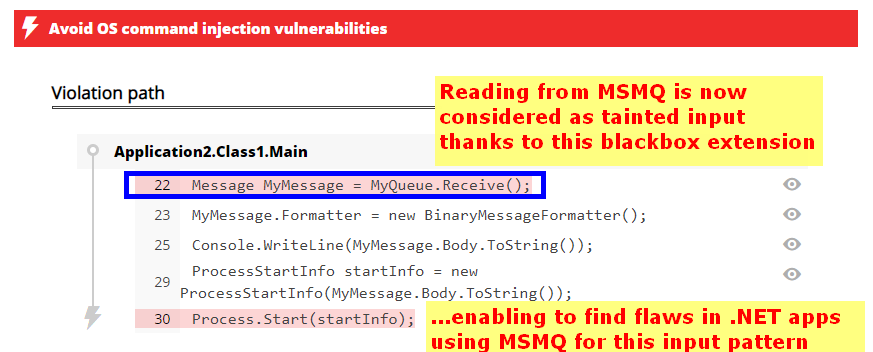 Avoid OS command injection vulnerabilities
Violation path
Reading from MSMQ is now
considered as tainted input
thanks to this blackbox extension
Application2.Class1.Main
22 Message MyMessage = MyQueue.Receive();
23 MyMessage.Formatter = new BinaryMessageFormatter();
25 Console.WriteLine(MyMessage.Body.ToString());
29 ProcessStartInfo startInfo = new
ProcessStartInfo(MyMessage.Body.ToString());
30 Process.Start(startInfo);
...enabling to find flaws in .NET apps
using MSMQ for this input pattern